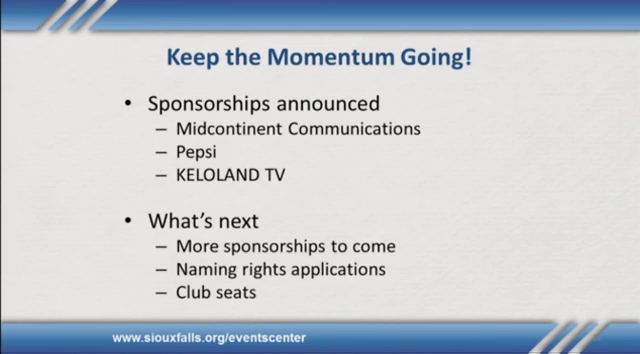 Keep the Momentum Going!
• Sponsorships announced
– Midcontinent Communications
– Pepsi
– KELOLAND TV
• What's next
– More sponsorships to come
– Naming rights applications
– Club seats
www.siouxfalls.org/eventscenter